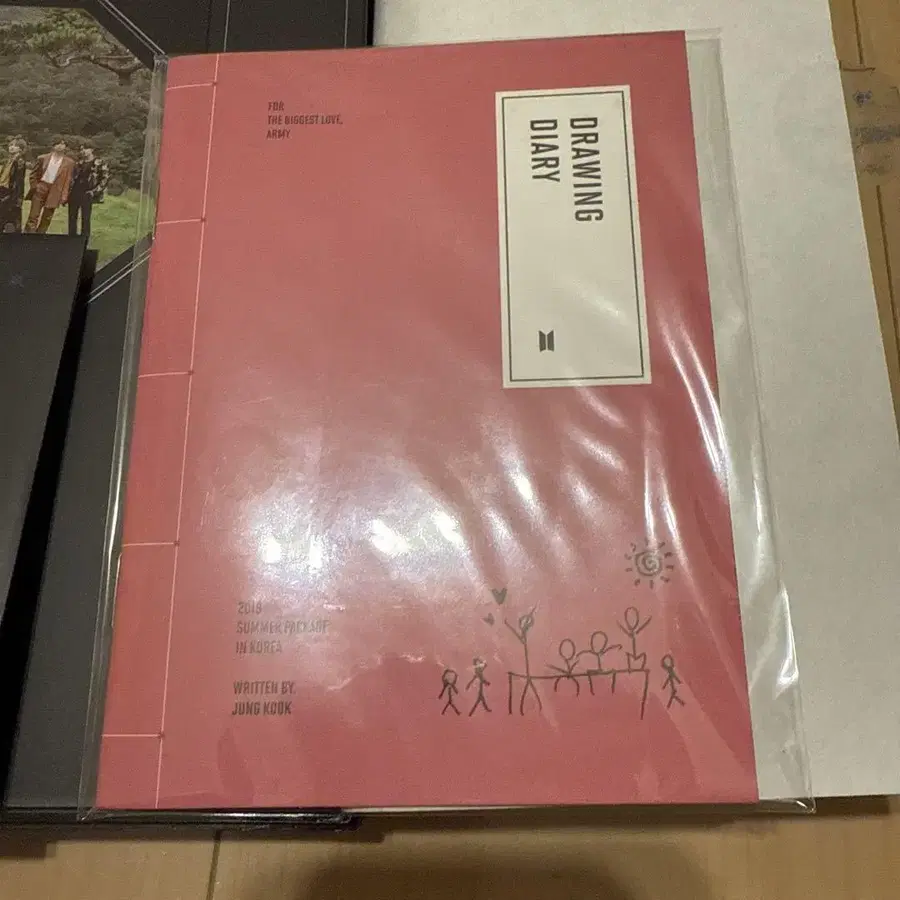 FOR
THE BIGGEST LOVE,
ARMY
DRAWING
DIARY
2019
SUMMER PACKAGE
IN KOREA
WRITTEN BY.
JUNG KOOK